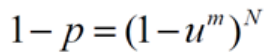 1 − p = (1 − u^m)^N